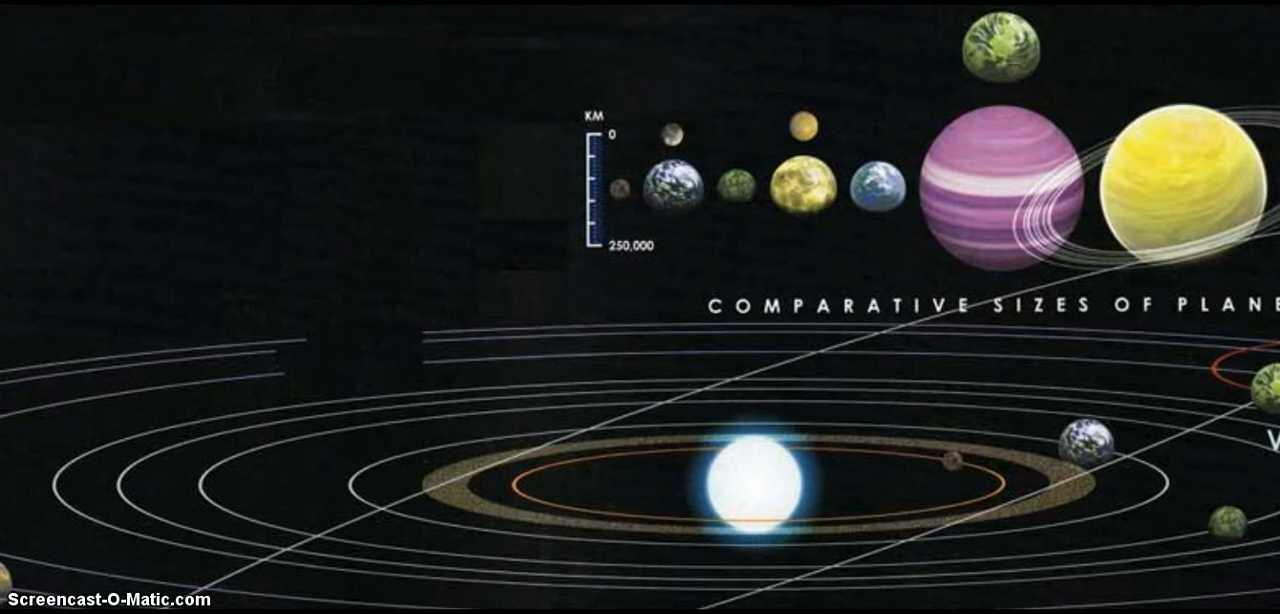 KM
0
250,000
COMPARATIVE SIZES OF PLANE
V
Screencast-O-Matic.com